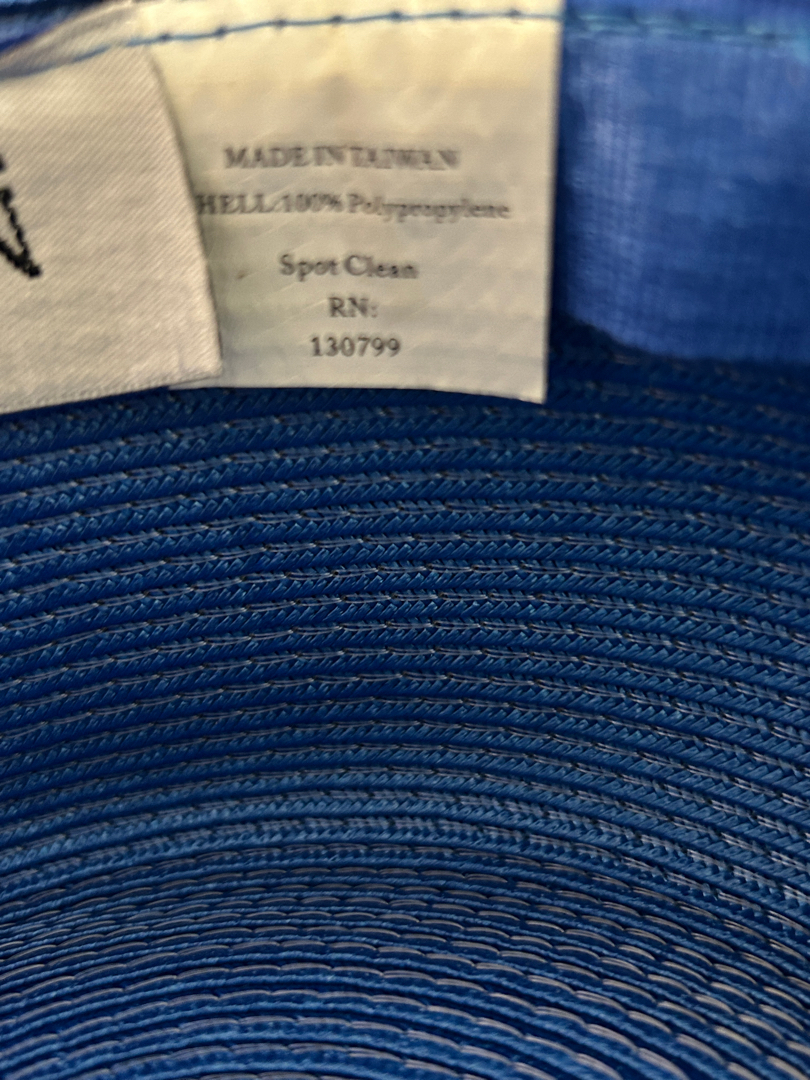 MADE IN TAIWAN
HELL:100% Polypropylene
Spot Clean
RN:
130799